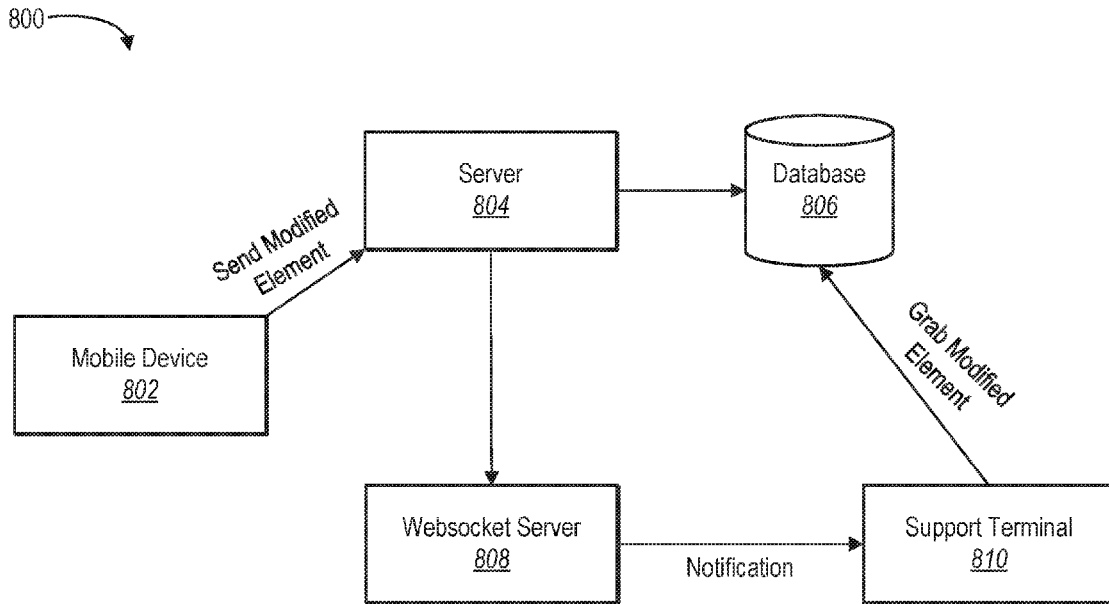 800
Server
804
Database
806
Send Modified
Element
Mobile Device
802
Grab Modified
Element
Websocket Server
808
Notification
Support Terminal
810